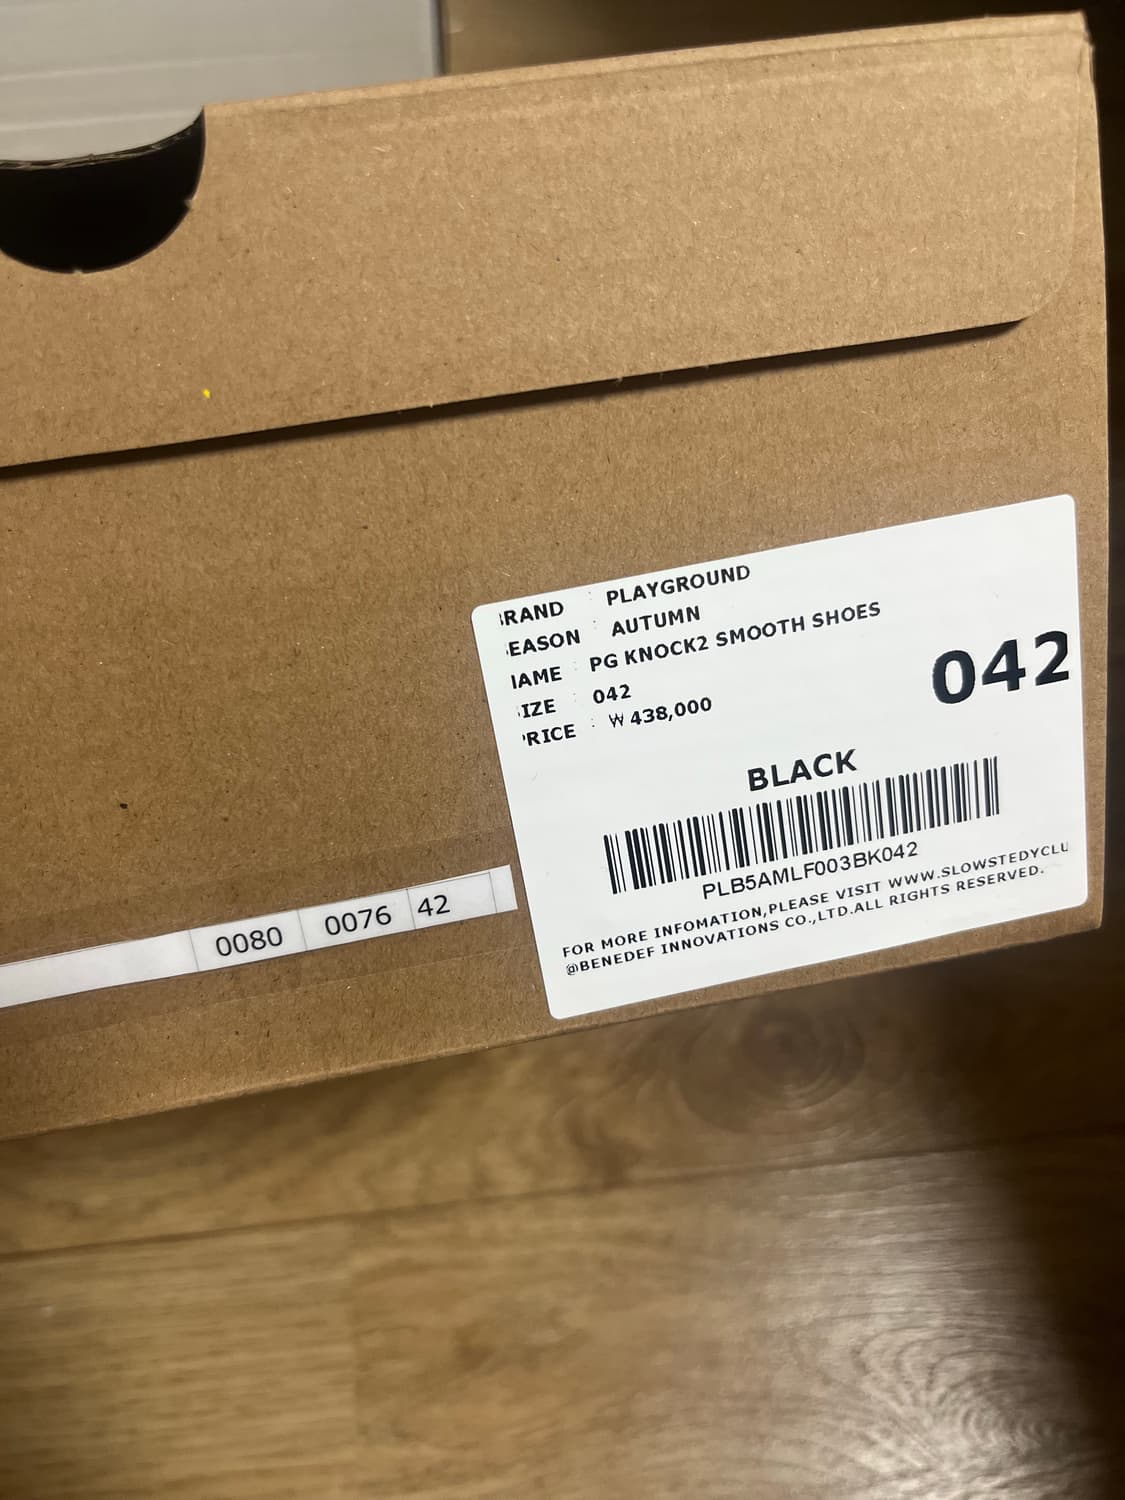 RAND : PLAYGROUND
EASON : AUTUMN
IAME : PG KNOCK2 SMOOTH SHOES
IZE : 042
RICE : ₩ 438,000
042
BLACK
PLB5AMLF003BK042
FOR MORE INFOMATION,PLEASE VISIT WWW.SLOWSTEDYCLU
@BENEDEF INNOVATIONS CO.,LTD.ALL RIGHTS RESERVED.
0080 0076 42